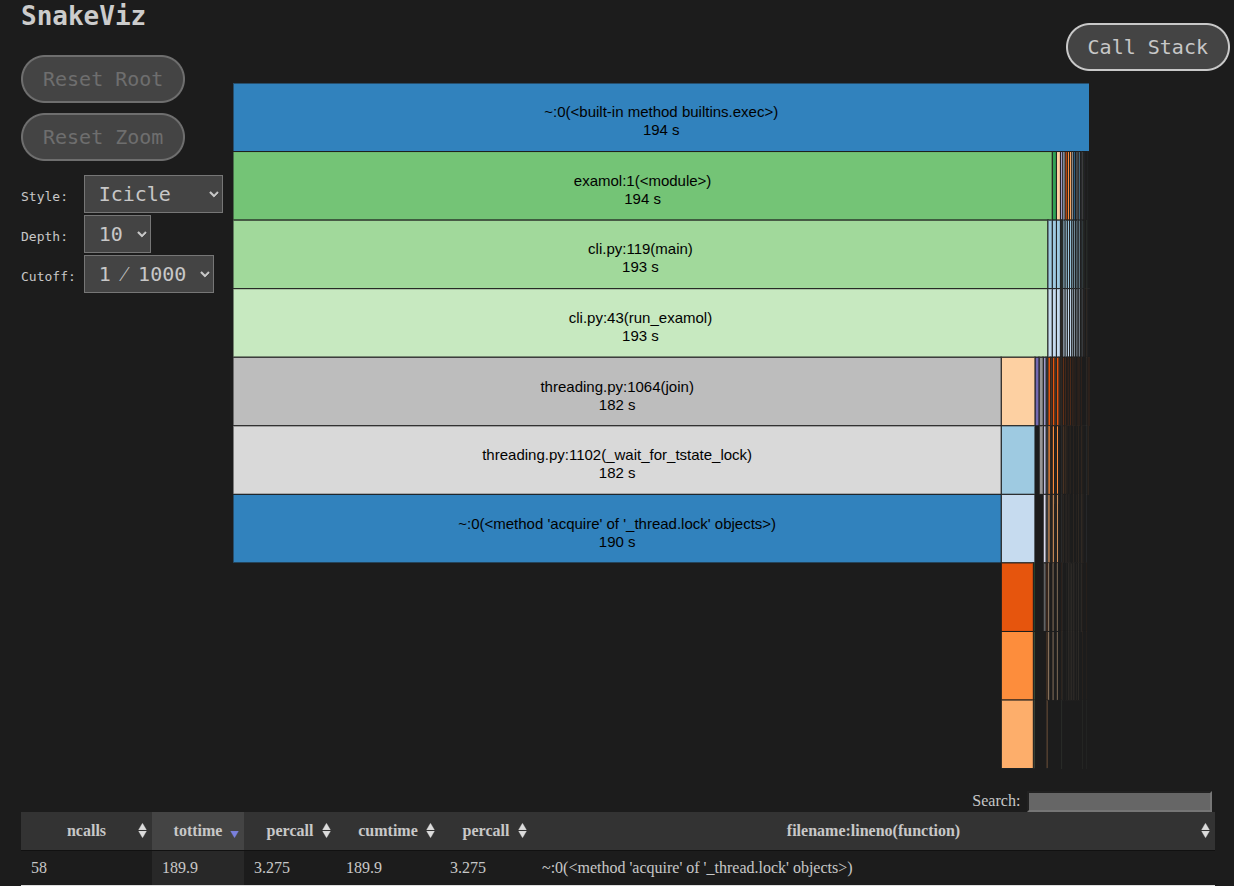 SnakeViz
Call Stack
Reset Root
Reset Zoom
Style: Icicle
Depth: 10
Cutoff: 1 / 1000
~:0(<built-in method builtins.exec>)
194 s
examol:1(<module>)
194 s
cli.py:119(main)
193 s
cli.py:43(run_examol)
193 s
threading.py:1064(join)
182 s
threading.py:1102(_wait_for_tstate_lock)
182 s
~:0(<method 'acquire' of '_thread.lock' objects>)
190 s
Search:
ncalls tottime percall cumtime percall filename:lineno(function)
58 189.9 3.275 189.9 3.275 ~:0(<method 'acquire' of '_thread.lock' objects>)